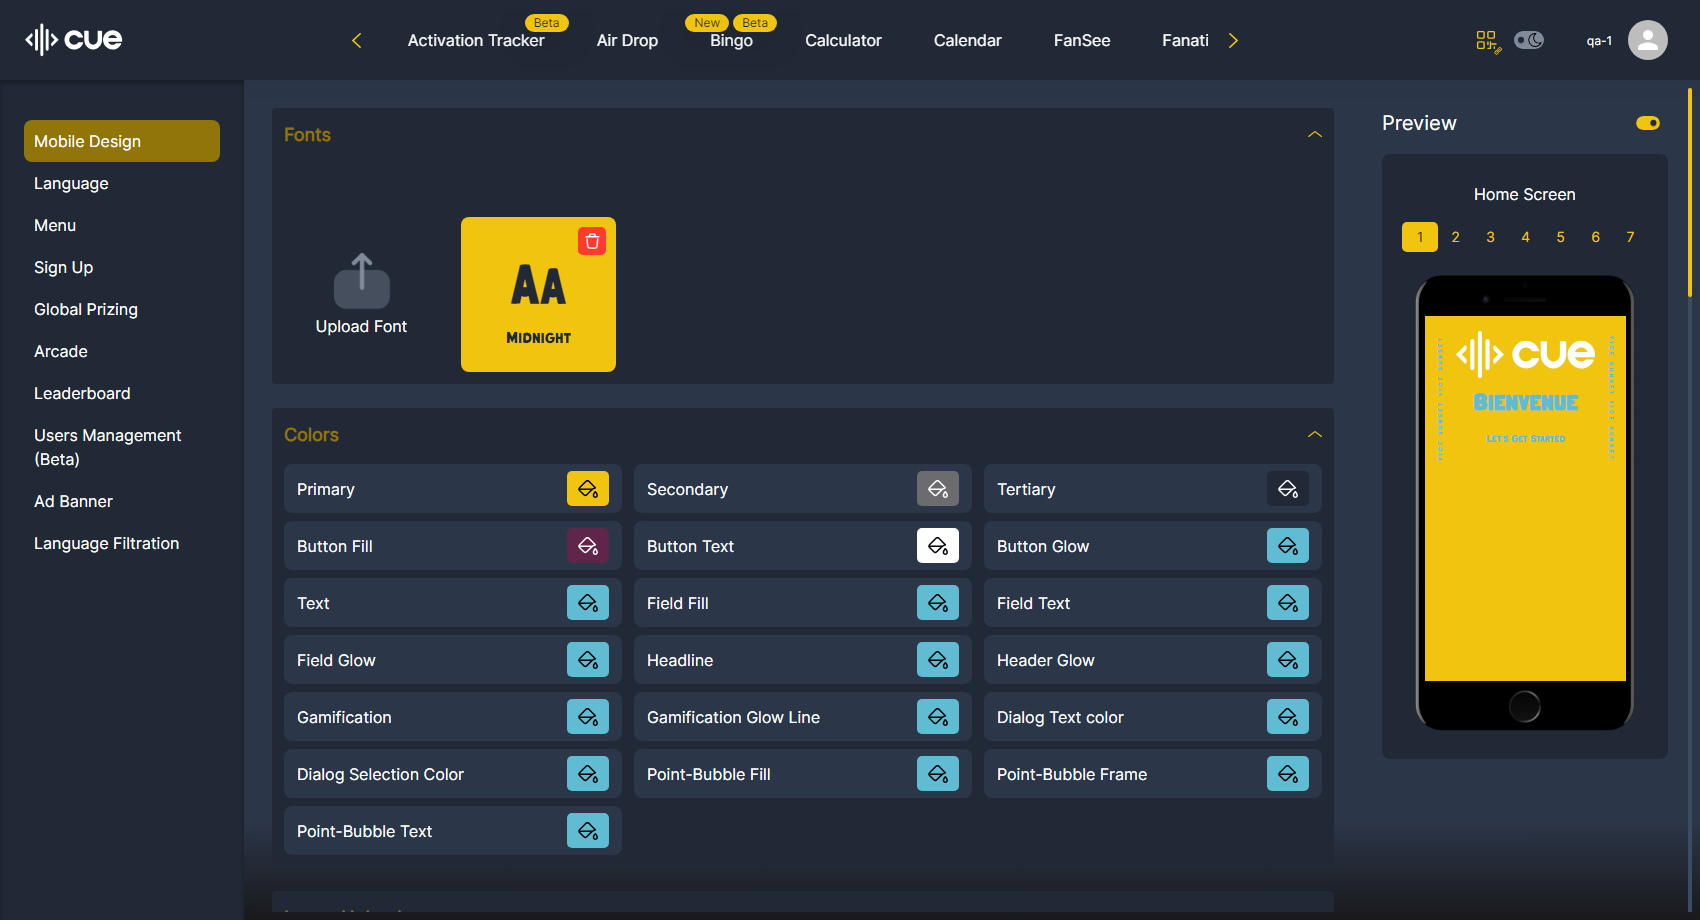 cue
Activation Tracker
Beta
Air Drop
New
Beta
Bingo
Calculator
Calendar
FanSee
Fanati
qa-1
Mobile Design
Language
Menu
Sign Up
Global Prizing
Arcade
Leaderboard
Users Management
(Beta)
Ad Banner
Language Filtration
Fonts
Upload Font
AA
Midnight
Colors
Primary
Secondary
Tertiary
Button Fill
Button Text
Button Glow
Text
Field Fill
Field Text
Field Glow
Headline
Header Glow
Gamification
Gamification Glow Line
Dialog Text color
Dialog Selection Color
Point-Bubble Fill
Point-Bubble Frame
Point-Bubble Text
Preview
Home Screen
1 2 3 4 5 6 7
cue
Bienvenue
Let's Get Started